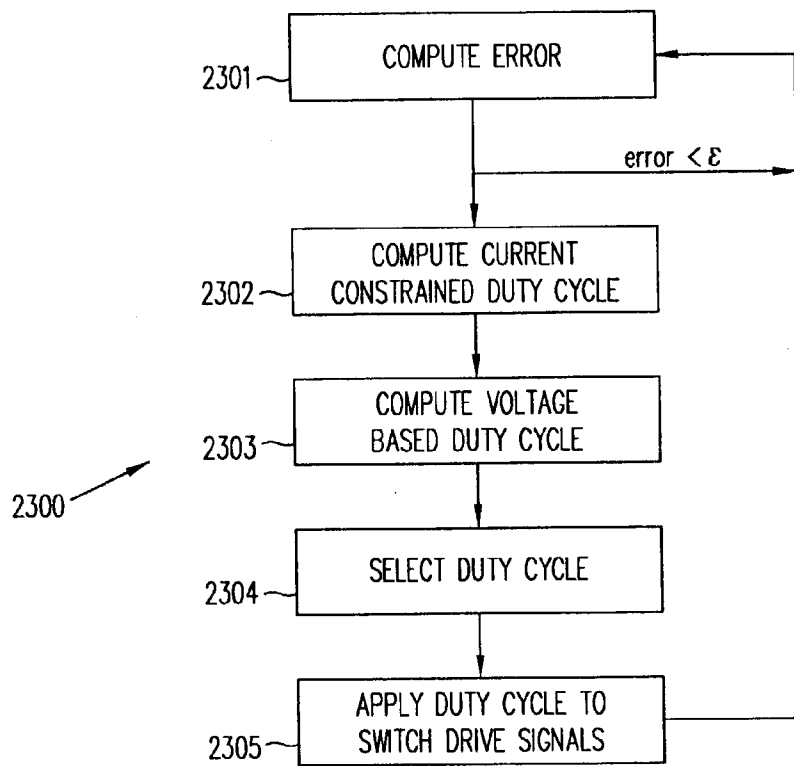 COMPUTE ERROR
2301
error < ε
COMPUTE CURRENT
CONSTRAINED DUTY CYCLE
2302
COMPUTE VOLTAGE
BASED DUTY CYCLE
2303
2300
SELECT DUTY CYCLE
2304
APPLY DUTY CYCLE TO
SWITCH DRIVE SIGNALS
2305